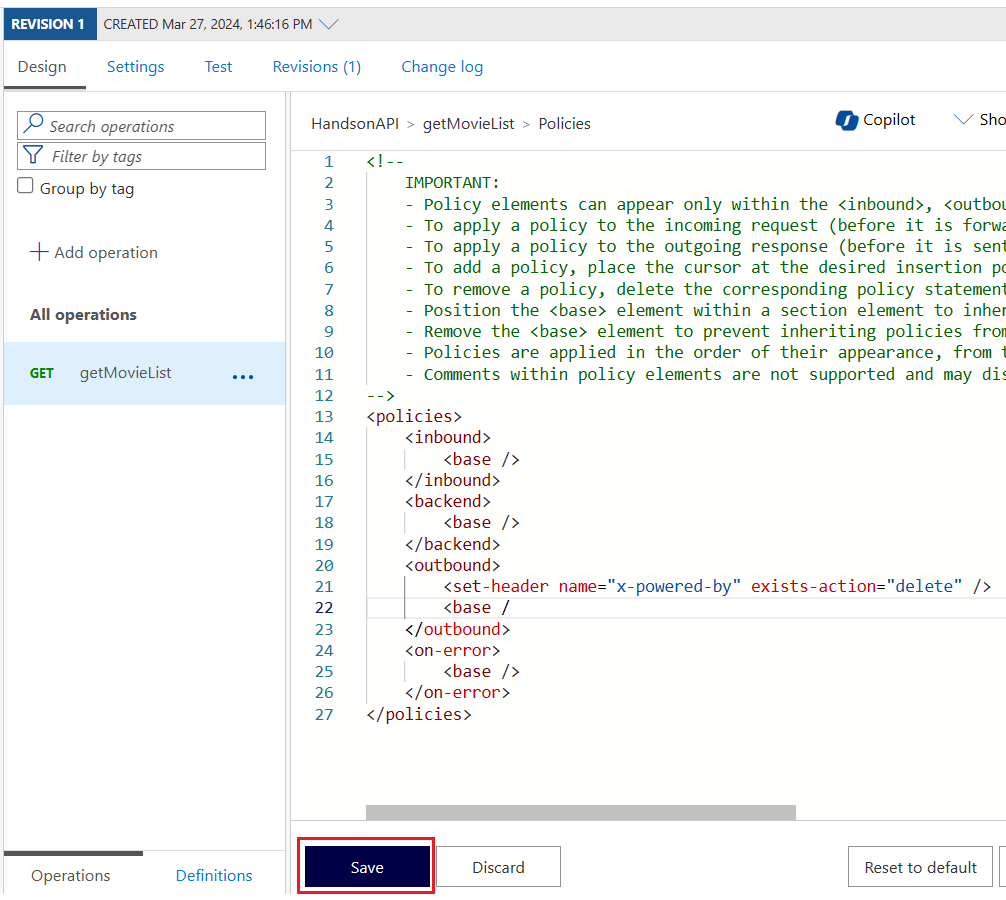 REVISION 1 CREATED Mar 27, 2024, 1:46:16 PM
Design Settings Test Revisions (1) Change log
Search operations
Filter by tags
Group by tag
Add operation
All operations
GET getMovieList ...
Operations Definitions
HandsonAPI > getMovieList > Policies Copilot Sho
1 <!--
2 IMPORTANT:
3 - Policy elements can appear only within the <inbound>, <outbou
4 - To apply a policy to the incoming request (before it is forwa
5 - To apply a policy to the outgoing response (before it is sent
6 - To add a policy, place the cursor at the desired insertion po
7 - To remove a policy, delete the corresponding policy statement
8 - Position the <base> element within a section element to inher
9 - Remove the <base> element to prevent inheriting policies from
10 - Policies are applied in the order of their appearance, from t
11 - Comments within policy elements are not supported and may dis
12 -->
13 <policies>
14 <inbound>
15 <base />
16 </inbound>
17 <backend>
18 <base />
19 </backend>
20 <outbound>
21 <set-header name="x-powered-by" exists-action="delete" />
22 <base /
23 </outbound>
24 <on-error>
25 <base />
26 </on-error>
27 </policies>
Save Discard Reset to default